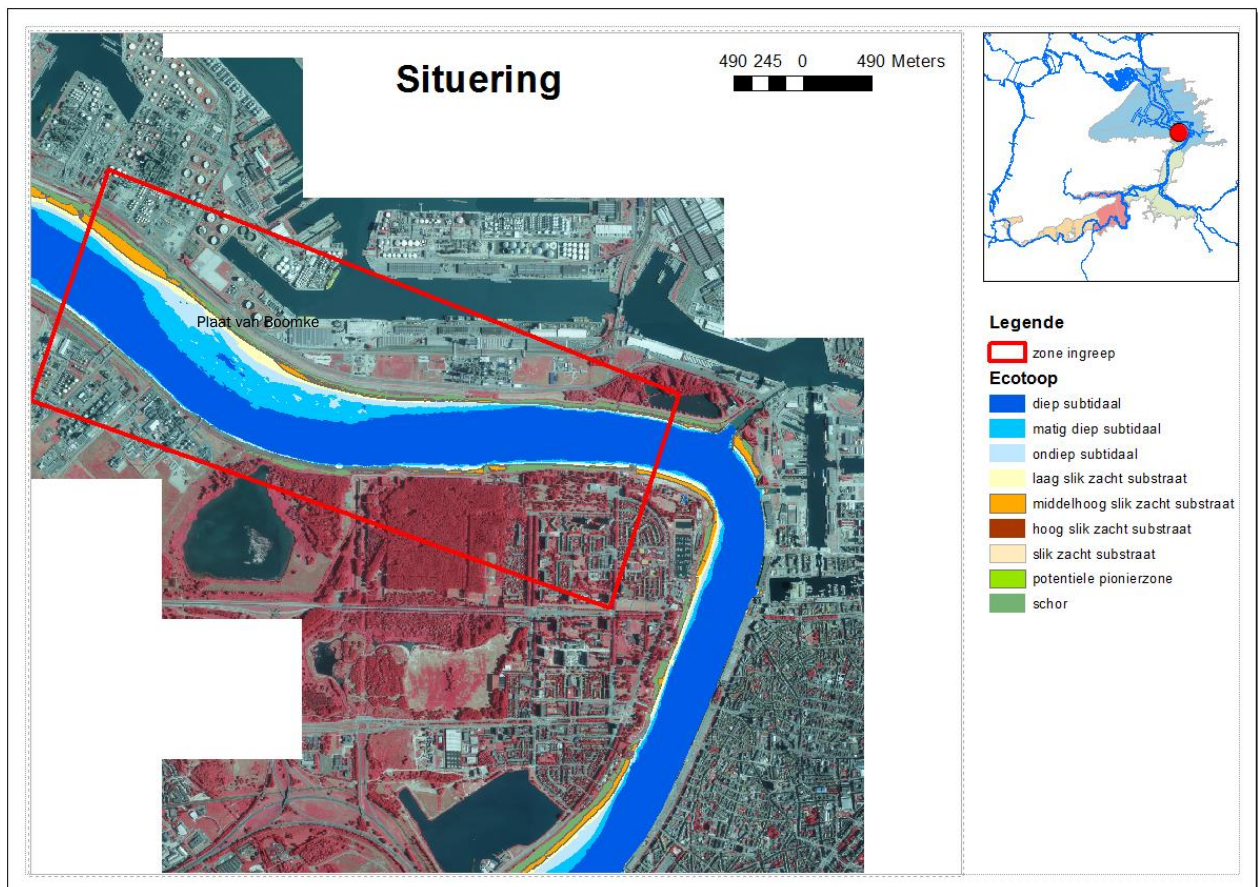 Situering
490 245 0 490 Meters
Plaat van Boomke
Legende
zone ingreep
Ecotoop
diep subtidaal
matig diep subtidaal
ondiep subtidaal
laag slik zacht substraat
middelhoog slik zacht substraat
hoog slik zacht substraat
slik zacht substraat
potentiele pionierzone
schor